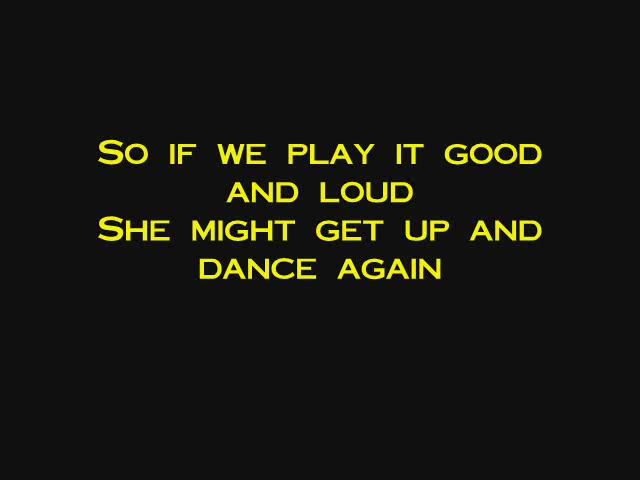 So if we play it good
and loud
She might get up and
dance again